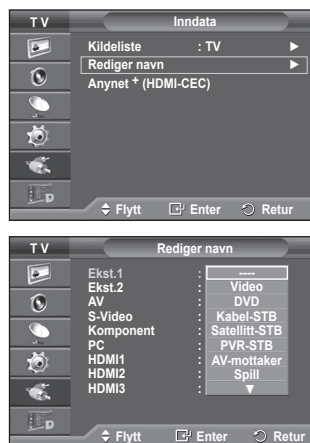 TV Inndata
Kildeliste : TV ►
Rediger navn ►
Anynet + (HDMI-CEC)
Flytt Enter Retur
TV Rediger navn
Ekst.1 : ----
Ekst.2 : Video
AV : DVD
S-Video : Kabel-STB
Komponent : Satellitt-STB
PC : PVR-STB
HDMI1 : AV-mottaker
HDMI2 : Spill
HDMI3 : ▼
Flytt Enter Retur